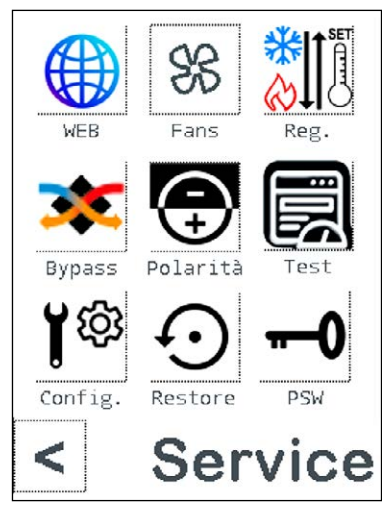 SET
WEB Fans Reg.
Bypass Polarità Test
Config. Restore PSW
< Service